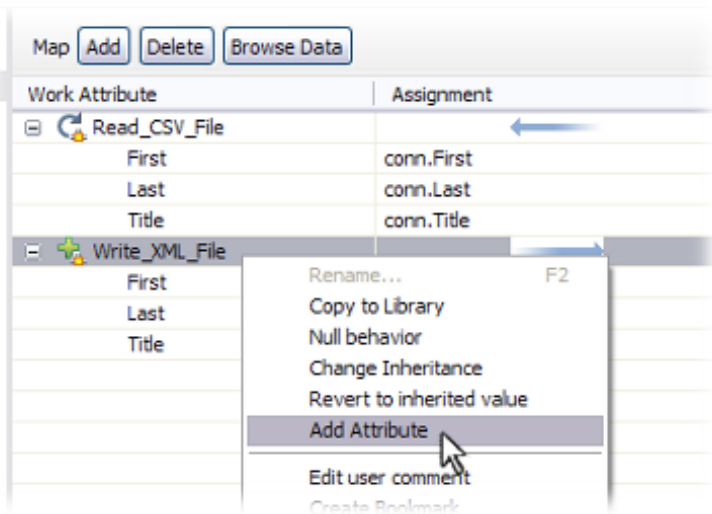 Map Add Delete Browse Data
Work Attribute Assignment
Read_CSV_File
First conn.First
Last conn.Last
Title conn.Title
Write_XML_File
First Rename... F2
Last Copy to Library
Title Null behavior
Change Inheritance
Revert to inherited value
Add Attribute
Edit user comment
Create Bookmark